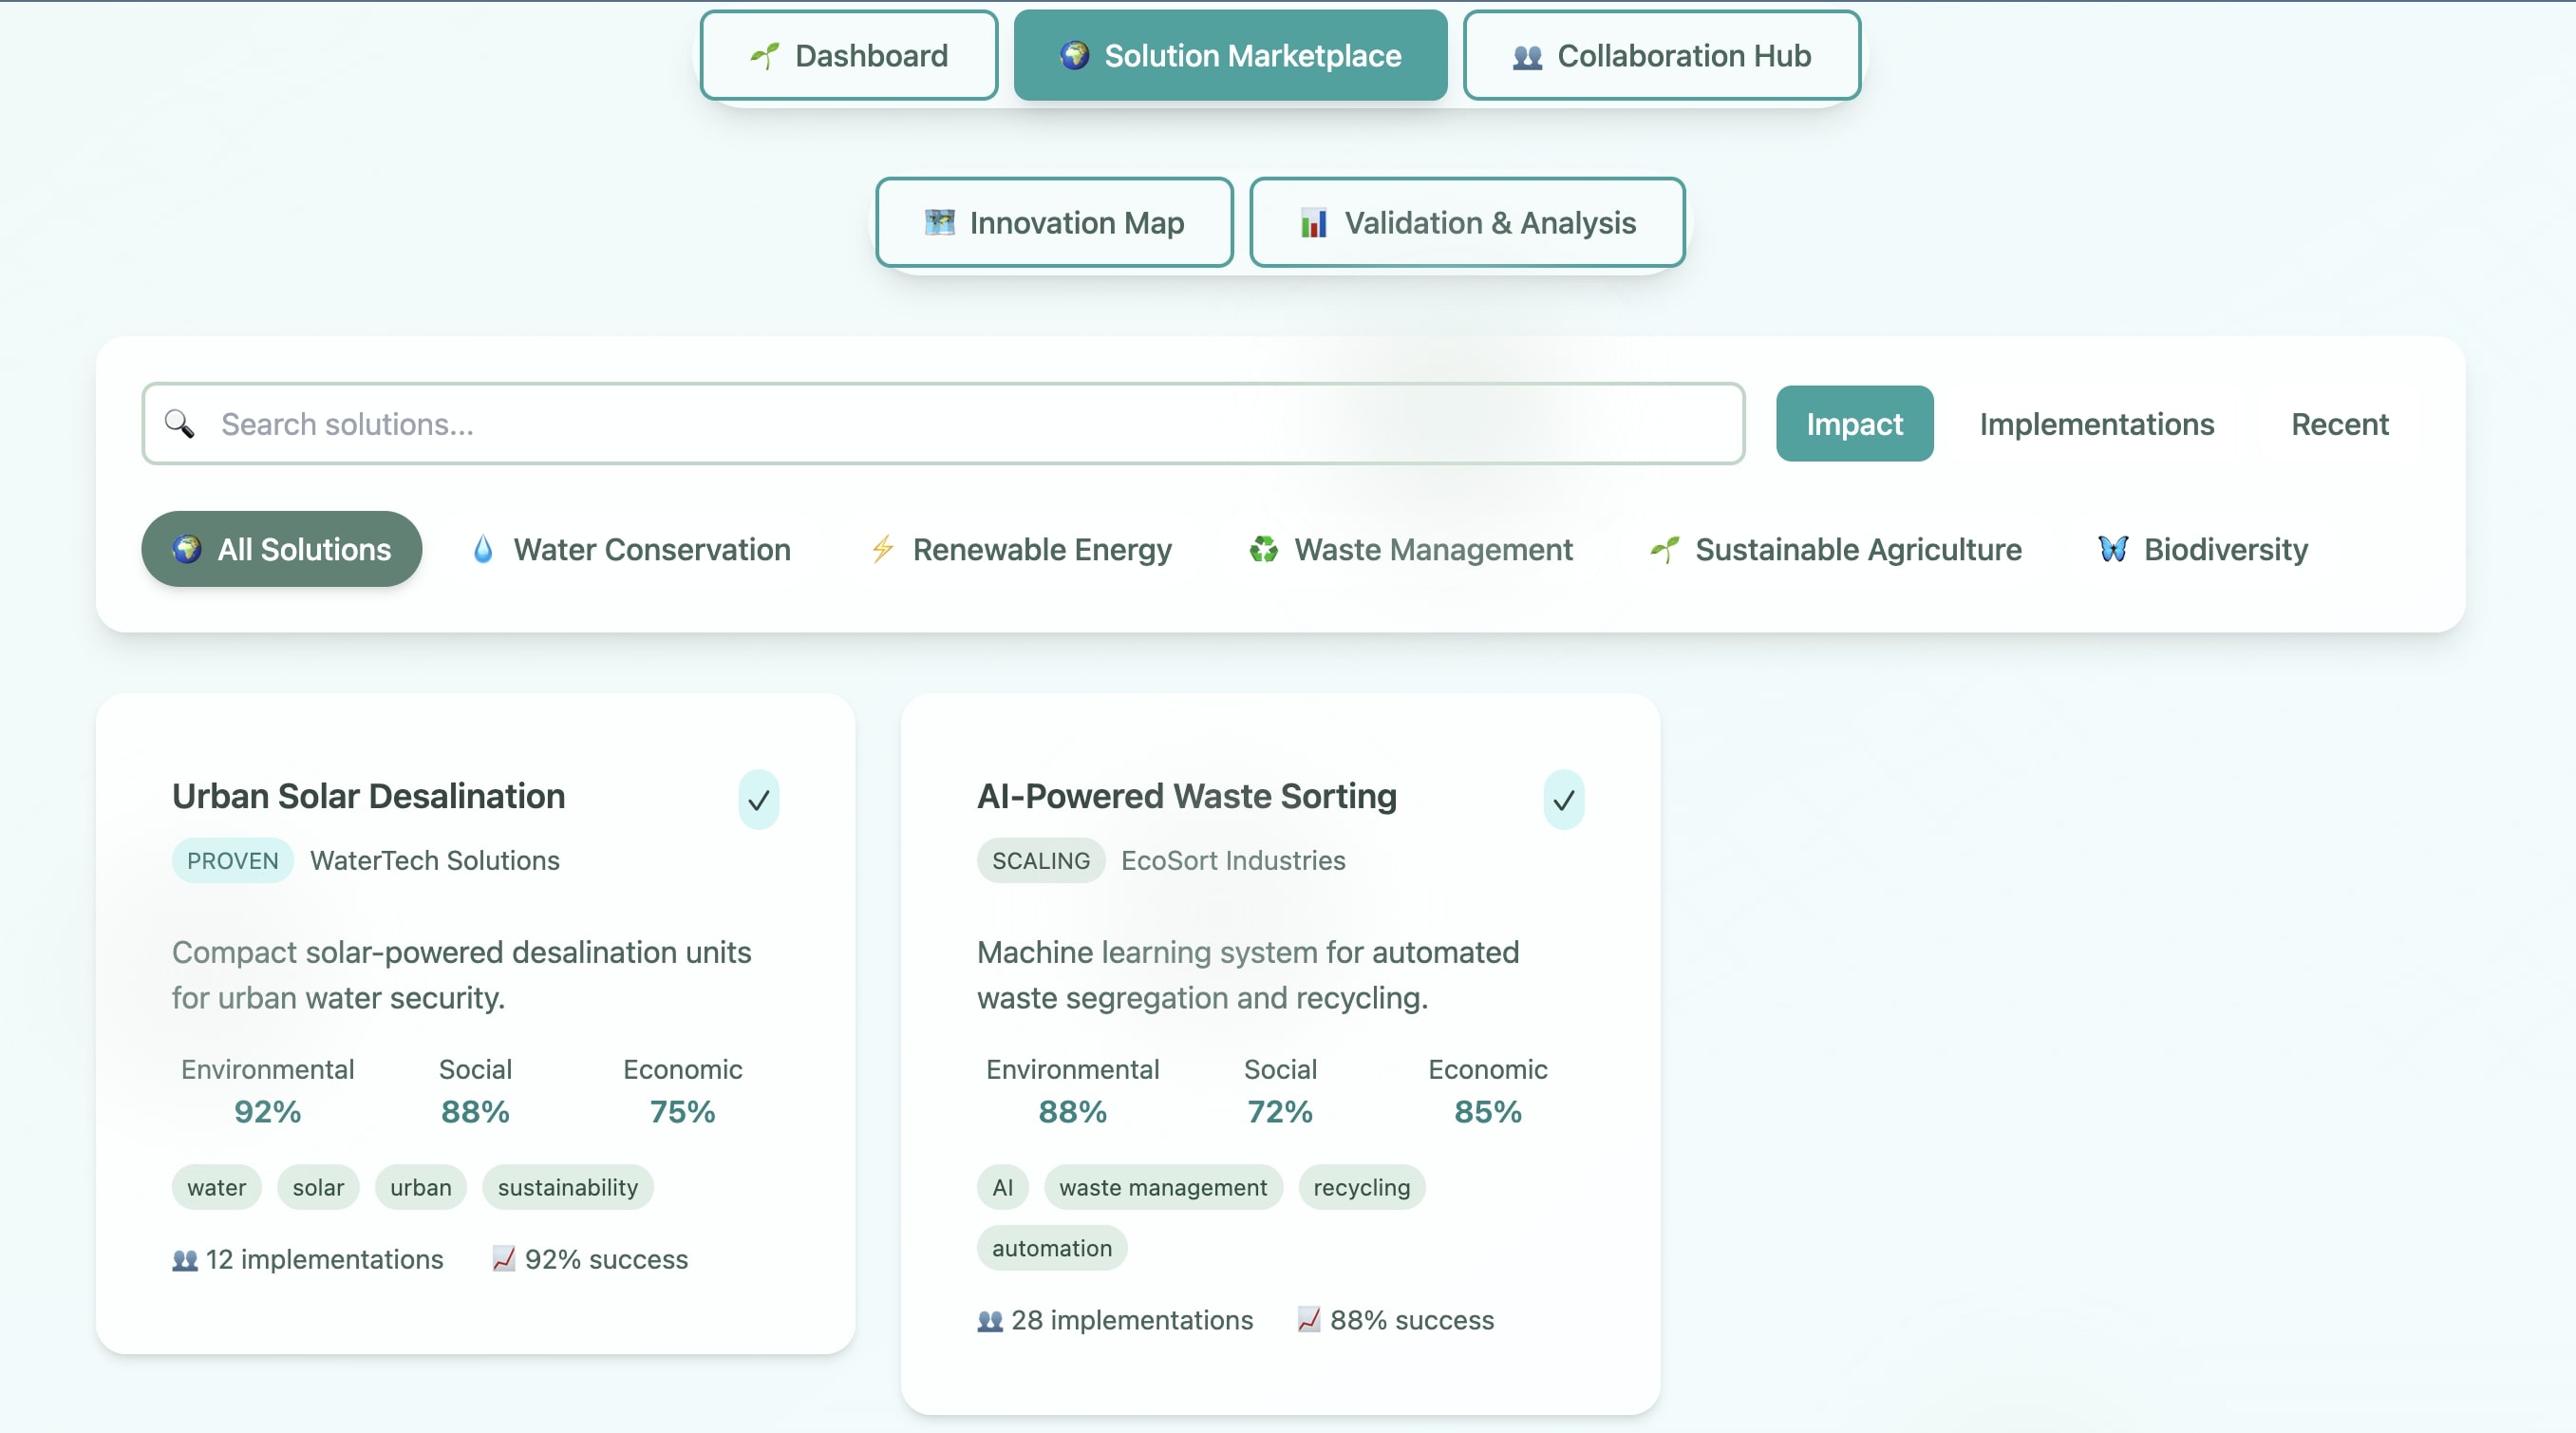 Dashboard
Solution Marketplace
Collaboration Hub
Innovation Map
Validation & Analysis
Search solutions...
Impact
Implementations
Recent
All Solutions
Water Conservation
Renewable Energy
Waste Management
Sustainable Agriculture
Biodiversity
Urban Solar Desalination
PROVEN WaterTech Solutions
Compact solar-powered desalination units
for urban water security.
Environmental Social Economic
92% 88% 75%
water solar urban sustainability
12 implementations 92% success
AI-Powered Waste Sorting
SCALING EcoSort Industries
Machine learning system for automated
waste segregation and recycling.
Environmental Social Economic
88% 72% 85%
AI waste management recycling
automation
28 implementations 88% success